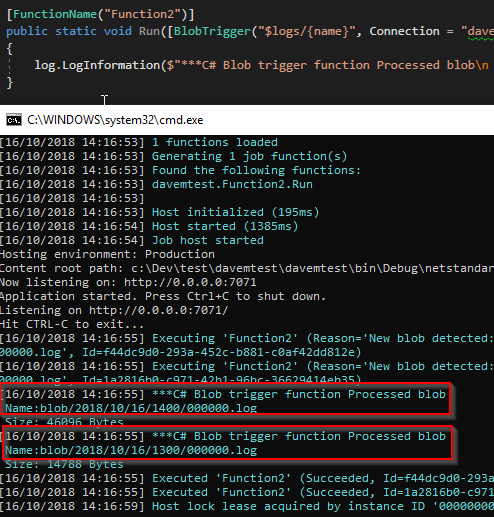 [FunctionName("Function2")]
public static void Run([BlobTrigger("$logs/{name}", Connection = "dave
{
log.LogInformation($"***C# Blob trigger function Processed blob\n
}
C:\WINDOWS\system32\cmd.exe
[16/10/2018 14:16:53] 1 functions loaded
[16/10/2018 14:16:53] Generating 1 job function(s)
[16/10/2018 14:16:53] Found the following functions:
[16/10/2018 14:16:53] davemtest.Function2.Run
[16/10/2018 14:16:53]
[16/10/2018 14:16:53] Host initialized (195ms)
[16/10/2018 14:16:54] Host started (1385ms)
[16/10/2018 14:16:54] Job host started
Hosting environment: Production
Content root path: c:\Dev\test\davemtest\davemtest\bin\Debug\netstandar
Now listening on: http://0.0.0.0:7071
Application started. Press Ctrl+C to shut down.
Listening on http://0.0.0.0:7071/
Hit CTRL-C to exit...
[16/10/2018 14:16:55] Executing 'Function2' (Reason='New blob detected:
00000.log', Id=f44dc9d0-293a-452c-b881-c0af42dd812e)
[16/10/2018 14:16:55] Executing 'Function2' (Reason='New blob detected:
00000.log', Id=1a2816b0-c971-42b1-96bc-36629414eb35)
[16/10/2018 14:16:55] ***C# Blob trigger function Processed blob
Name:blob/2018/10/16/1400/000000.log
Size: 46096 Bytes
[16/10/2018 14:16:55] ***C# Blob trigger function Processed blob
Name:blob/2018/10/16/1300/000000.log
Size: 14788 Bytes
[16/10/2018 14:16:55] Executed 'Function2' (Succeeded, Id=f44dc9d0-293
[16/10/2018 14:16:55] Executed 'Function2' (Succeeded, Id=1a2816b0-c971
[16/10/2018 14:16:59] Host lock lease acquired by instance ID '00000000